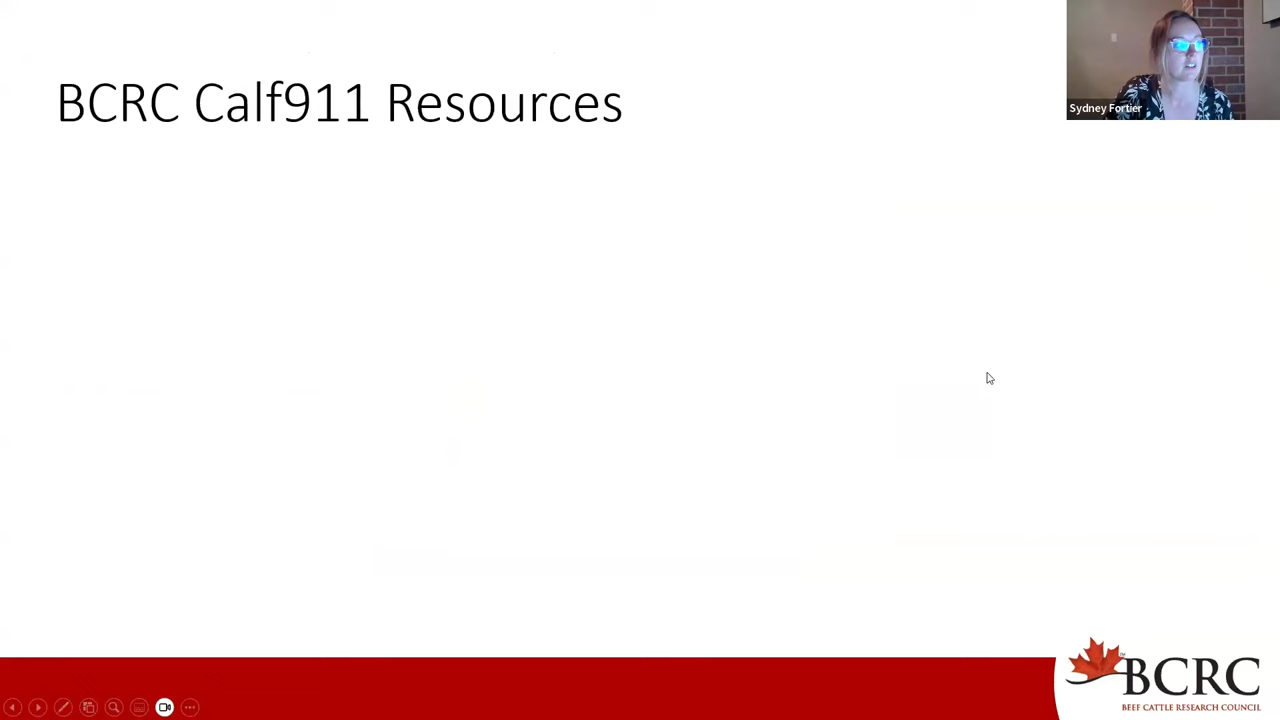 BCRC Calf911 Resources
Sydney Fortier
BCRC
BEEF CATTLE RESEARCH COUNCIL